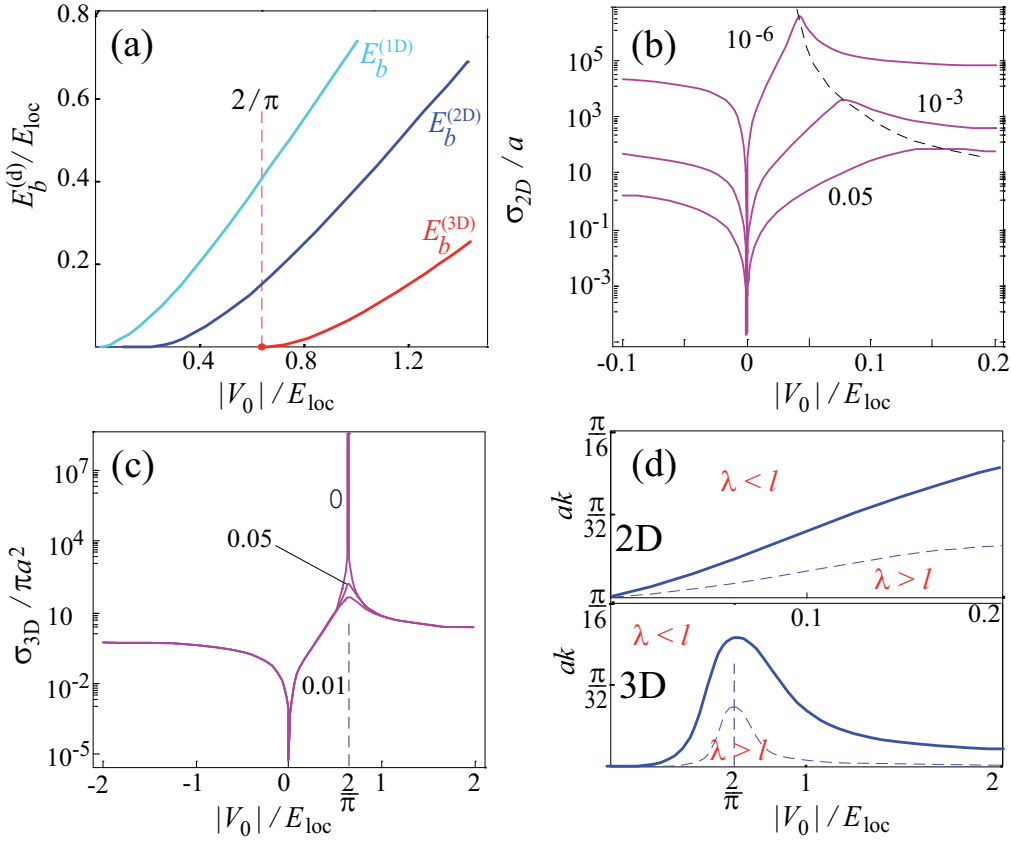 (a)
0.8
0.6
0.4
0.2
E_b^(d)/E_loc
2/π
E_b^(1D)
E_b^(2D)
E_b^(3D)
0.4
0.8
1.2
|V_0|/E_loc
(b)
10^5
10^3
10
10^-1
10^-3
σ_2D / a
10^-6
10^-3
0.05
-0.1
0
0.1
0.2
|V_0|/E_loc
(c)
10^7
10^4
10
10^-2
10^-5
σ_3D / πa^2
0
0.05
0.01
-2
-1
0
2/π
1
2
|V_0|/E_loc
(d)
π/16
π/32
ak
λ < l
2D
λ > l
0.1
0.2
π/16
π/32
ak
λ < l
3D
λ > l
2/π
1
2
|V_0|/E_loc